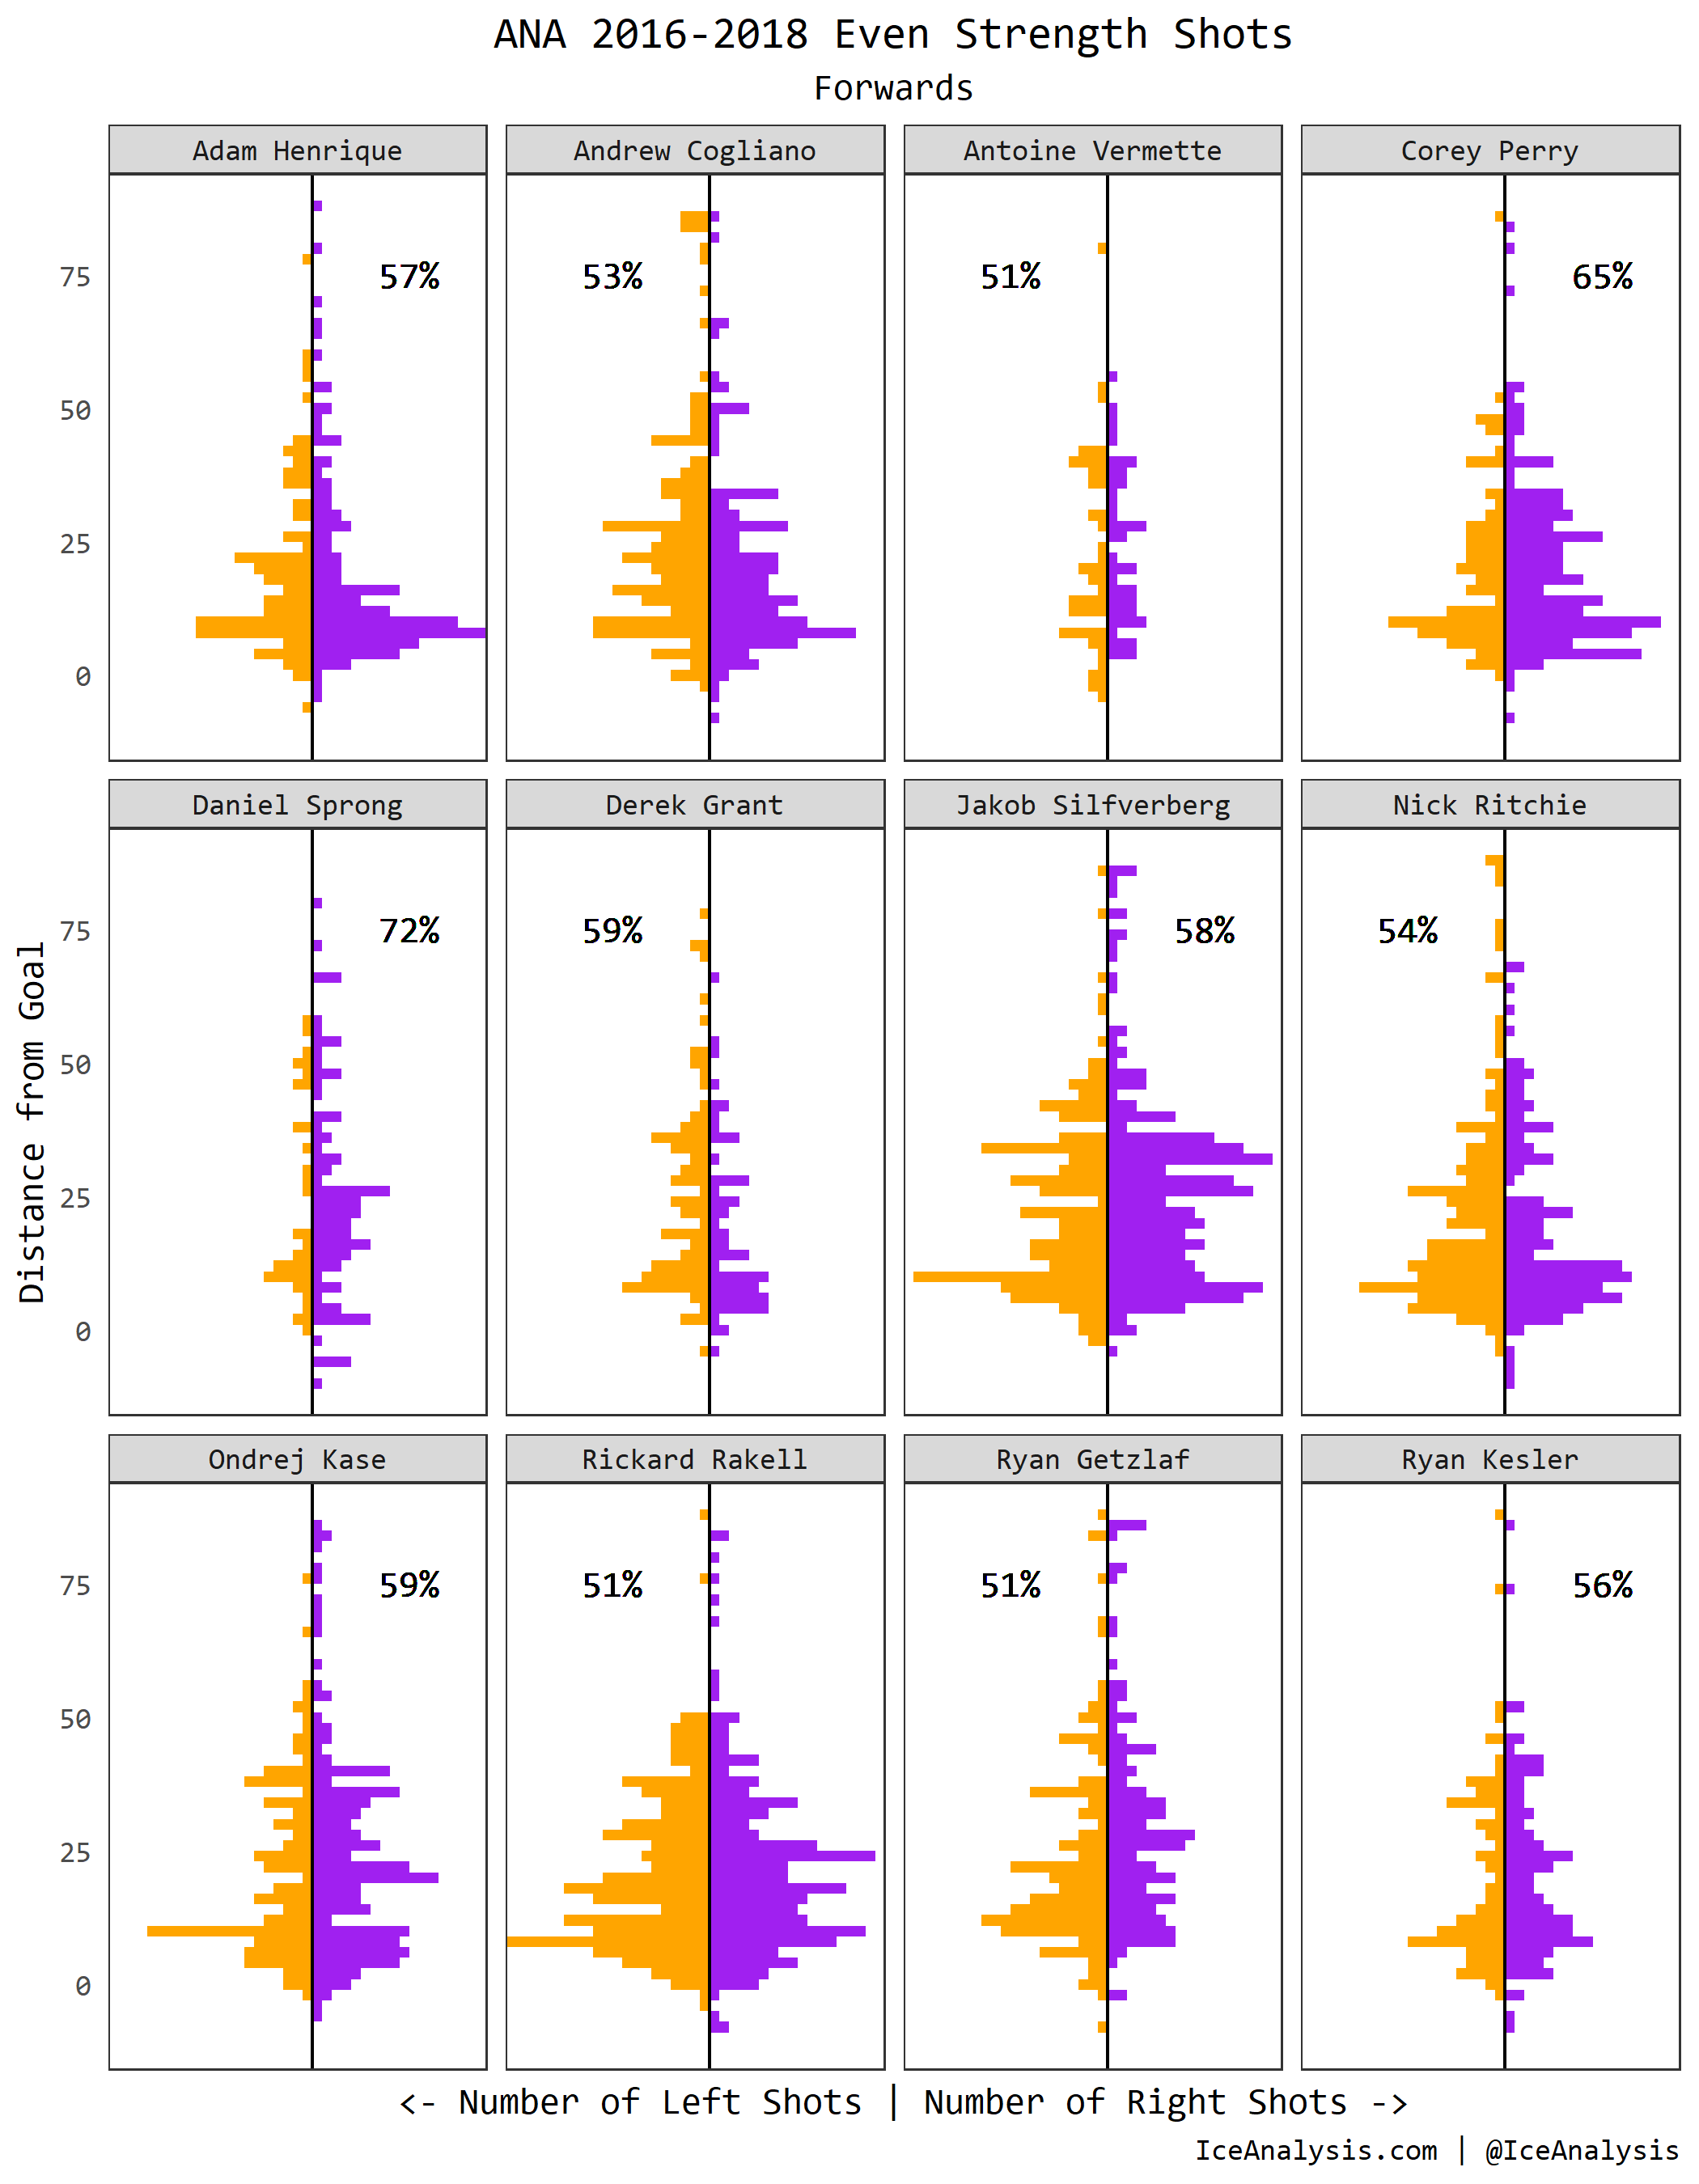 ANA 2016-2018 Even Strength Shots
Forwards
Adam Henrique Andrew Cogliano Antoine Vermette Corey Perry
75 57% 53% 51% 65%
50
25
0
Daniel Sprong Derek Grant Jakob Silfverberg Nick Ritchie
75 72% 59% 58% 54%
50
25
0
Distance from Goal
Ondrej Kase Rickard Rakell Ryan Getzlaf Ryan Kesler
75 59% 51% 51% 56%
50
25
0
<- Number of Left Shots | Number of Right Shots ->
IceAnalysis.com | @IceAnalysis